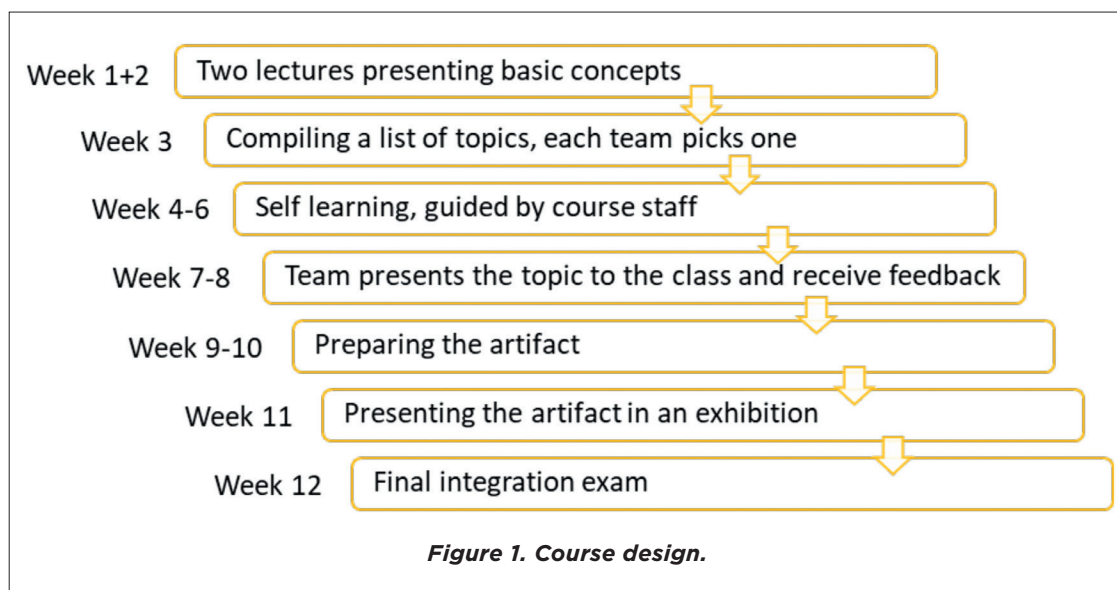 Week 1+2 Two lectures presenting basic concepts
Week 3 Compiling a list of topics, each team picks one
Week 4-6 Self learning, guided by course staff
Week 7-8 Team presents the topic to the class and receive feedback
Week 9-10 Preparing the artifact
Week 11 Presenting the artifact in an exhibition
Week 12 Final integration exam
Figure 1. Course design.